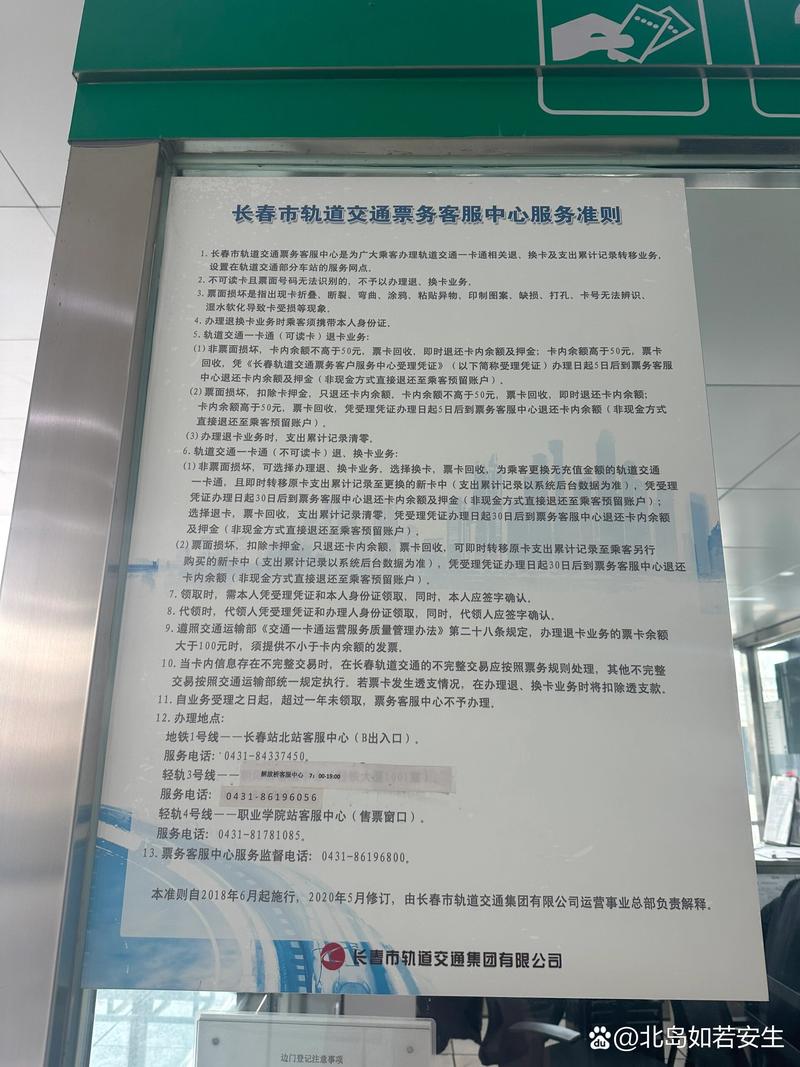 长春市轨道交通票务客服中心服务准则
1. 长春市轨道交通票务客服中心是为广大乘客办理轨道交通一卡通相关退、换卡及支出累计记录转移业务,
设置在轨道交通部分车站的服务网点.
2. 不可读卡且票面号码无法识别的, 不予以办理退、换卡业务.
3. 票面损坏是指出现卡折叠、断裂、弯曲、涂鸦、粘贴异物、印制图案、缺损、打孔、卡号无法辨识、
湿水软化导致卡受损等现象.
4. 办理退换卡业务时乘客须携带本人身份证.
5. 轨道交通一卡通 (可读卡) 退卡业务:
(1) 非票面损坏, 卡内余额不高于50元, 票卡回收, 即时退还卡内余额及押金; 卡内余额高于50元, 票卡
回收, 凭《长春市轨道交通票务客户服务中心受理凭证》(以下简称受理凭证) 办理日起5日后到票务客服
中心退还卡内余额及押金 (非现金方式直接退还至乘客预留账户) .
(2) 票面损坏, 扣除卡押金, 只退还卡内余额, 卡内余额不高于50元, 票卡回收, 即时退还卡内余额;
卡内余额高于50元, 票卡回收, 凭受理凭证办理日起5日后到票务客服中心退还卡内余额 (非现金方式
直接退还至乘客预留账户) .
(3) 办理退卡业务时, 支出累计记录清零.
6. 轨道交通一卡通 (不可读卡) 退、换卡业务:
(1) 非票面损坏, 可选择办理退、换卡业务, 选择换卡, 票卡回收, 为乘客更换无充值金额的轨道交通
一卡通, 且即时转移原卡支出累计记录至更换的新卡中 (支出累计记录以系统后台数据为准) , 凭受理
凭证办理日起30日后到票务客服中心退还卡内余额及押金 (非现金方式直接退还至乘客预留账户) ;
选择退卡, 票卡回收, 支出累计记录清零, 凭受理凭证办理日起30日后到票务客服中心退还卡内余额
及押金 (非现金方式直接退还至乘客预留账户) .
(2) 票面损坏, 扣除卡押金, 只退还卡内余额, 票卡回收, 可即时转移原卡支出累计记录至乘客另行
购买的新卡中 (支出累计记录以系统后台数据为准) , 凭受理凭证办理日起30日后到票务客服中心退还
卡内余额 (非现金方式直接退还至乘客预留账户) .
7. 领取时, 需本人凭受理凭证和本人身份证领取, 同时, 本人应签字确认.
8. 代领时, 代领人凭受理凭证和办理人身份证领取, 同时, 代领人应签字确认.
9. 遵照交通运输部《交通一卡通运营服务质量管理办法》第二十八条规定, 办理退卡业务的票卡余额
大于100元时, 须提供不小于卡内余额的发票.
10. 当卡内信息存在不完整交易时, 在长春轨道交通的不完整交易应按照票务规则处理, 其他不完整
交易按照交通运输部统一规定执行. 若票卡发生透支情况, 在办理退、换卡业务时将扣除透支款.
11. 自业务受理之日起, 超过一年未领取, 票务客服中心不予办理.
12. 办理地点:
地铁1号线——长春站北站客服中心 (B出入口) .
服务电话: 0431-84337450.
轻轨3号线—— 解放桥客服中心 7:00-19:00
服务电话: 0431-86196056
轻轨4号线——职业学院站客服中心 (售票窗口) .
服务电话: 0431-81781085.
13. 票务客服中心服务监督电话: 0431-86196800.
本准则自2018年6月起施行, 2020年5月修订, 由长春市轨道交通集团有限公司运营事业总部负责解释.
长春市轨道交通集团有限公司
边门登记注意事项
du @北岛如若安生